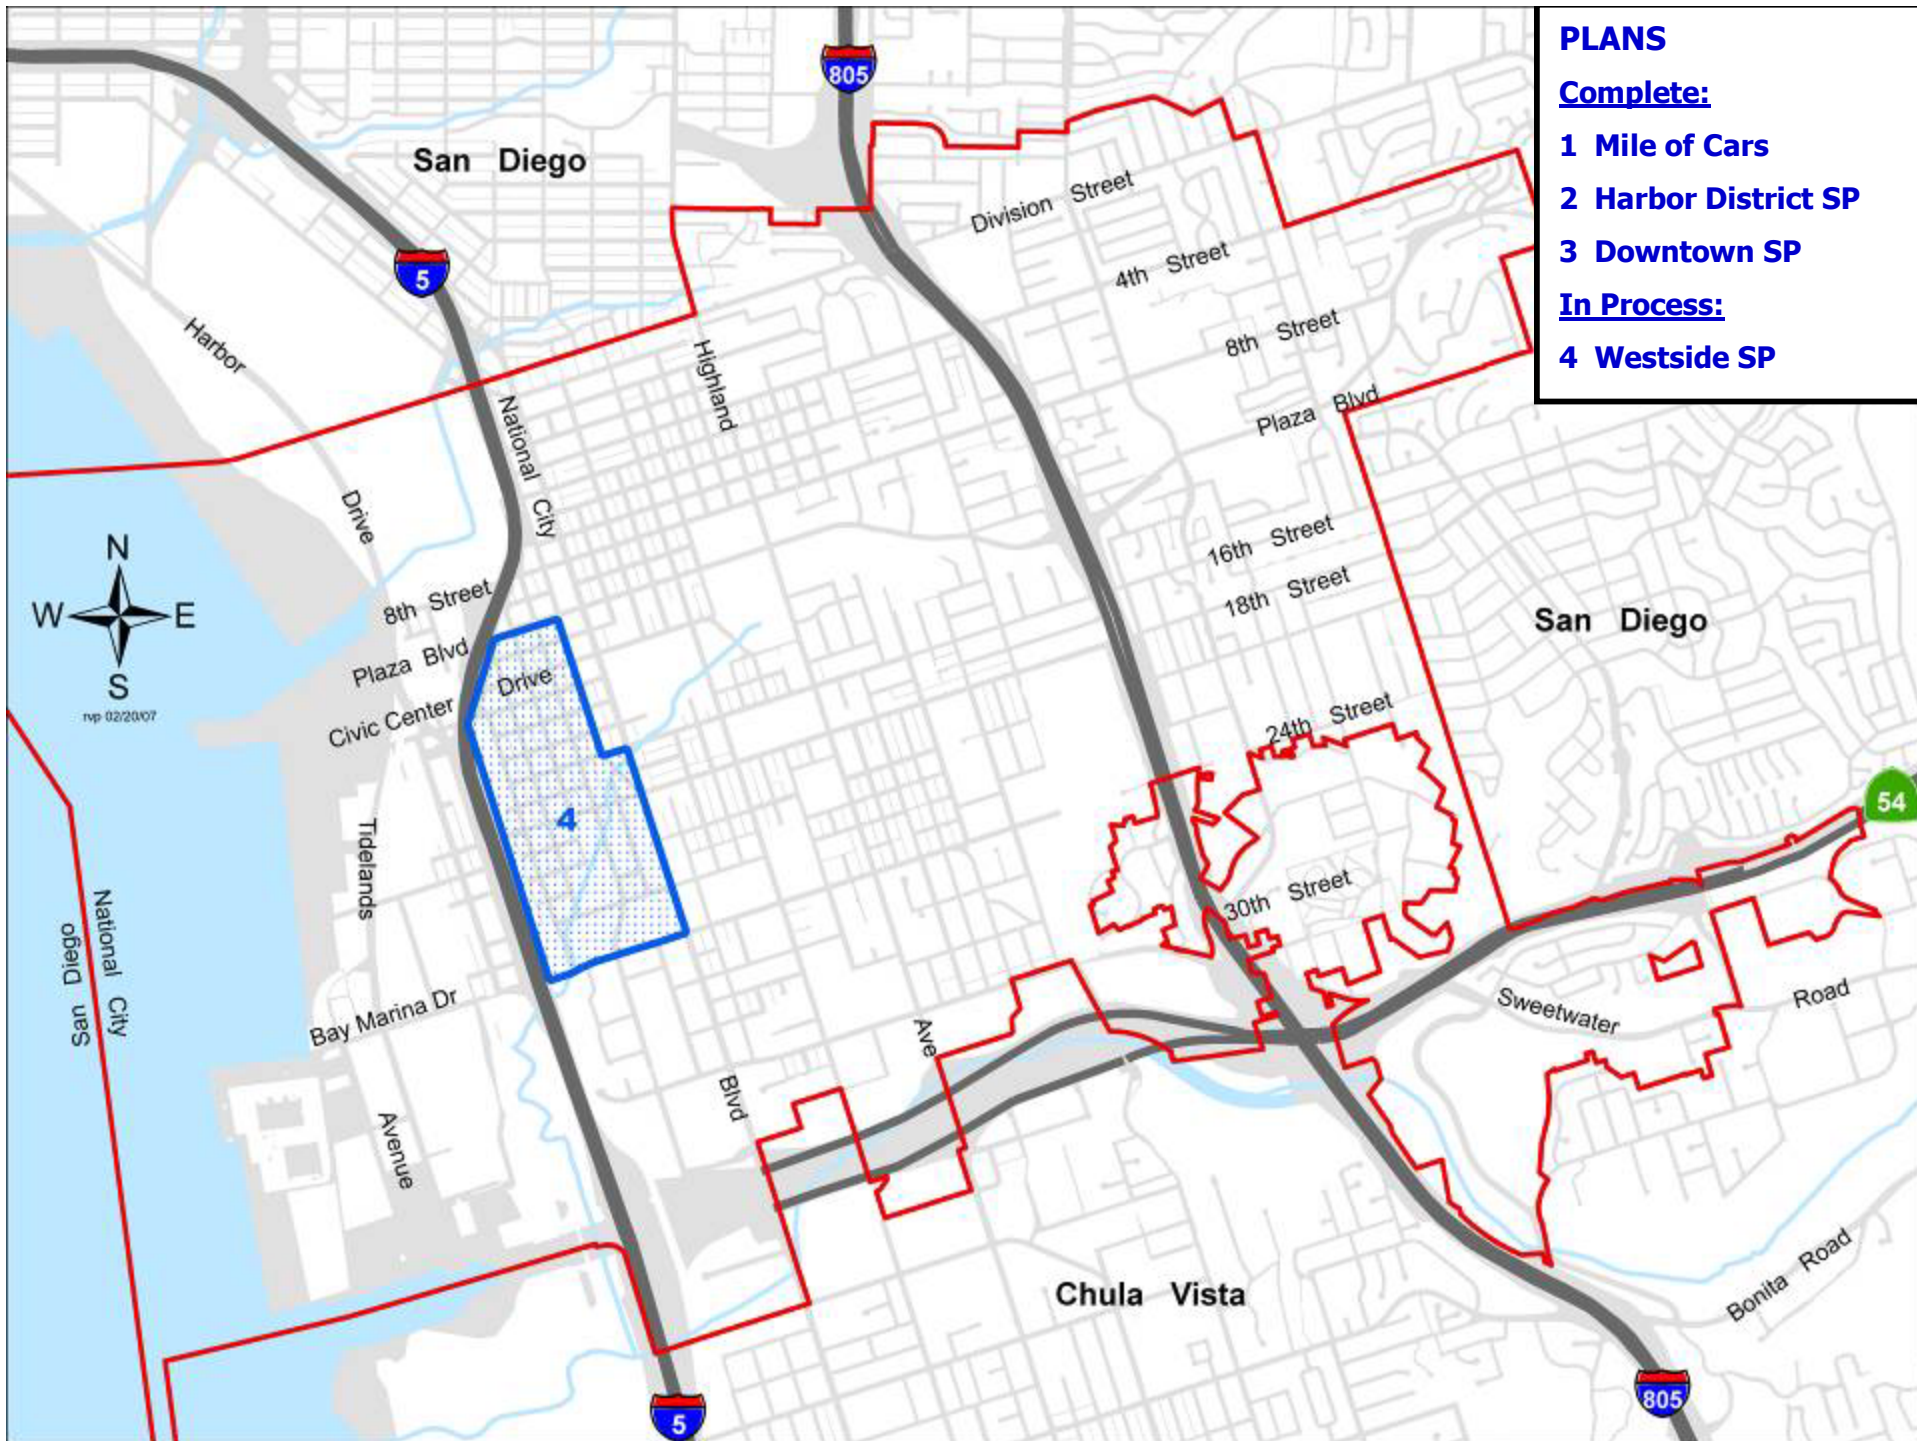 PLANS
Complete:
1 Mile of Cars
2 Harbor District SP
3 Downtown SP
In Process:
4 Westside SP
805
San Diego
Division Street
4th Street
5
8th Street
Harbor
Highland
Plaza Blvd
National City
Drive
16th Street
18th Street
N
W E
S
rvp 02/20/07
8th Street
Plaza Blvd
Drive
Civic Center
San Diego
24th Street
54
4
Tidelands
30th Street
National City
San Diego
Bay Marina Dr
Sweetwater
Road
Ave
Blvd
Avenue
Chula Vista
Bonita Road
805
5